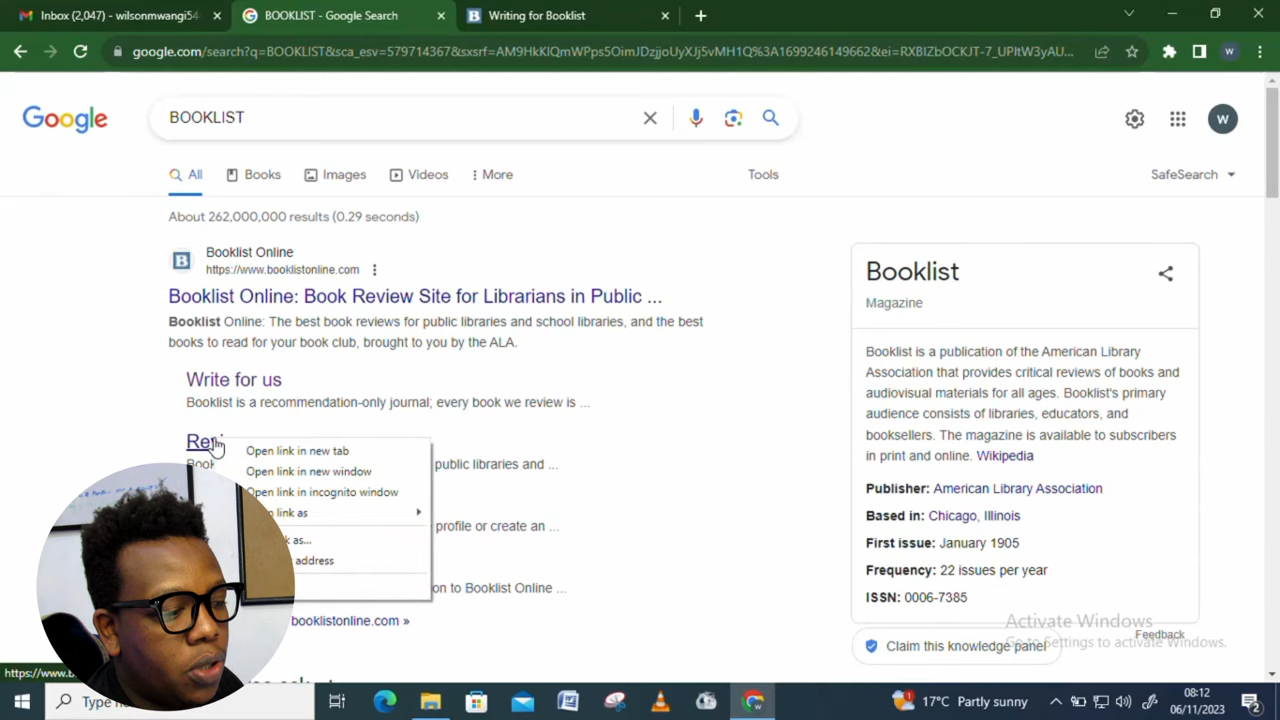 Inbox (2,047) - wilsonmwangi54
BOOKLIST - Google Search
Writing for Booklist
google.com/search?q=BOOKLIST&sca_esv=579714367&sxsrf=AM9HkKlQmWPps5OimJDzjjoUyXJj5vMH1Q%3A1699246149662&ei=RXBIZbOCKJT-7_UPltW3yAU...
W
Google
BOOKLIST
W
All
Books
Images
Videos
More
Tools
SafeSearch
About 262,000,000 results (0.29 seconds)
B
Booklist Online
https://www.booklistonline.com
Booklist Online: Book Review Site for Librarians in Public ...
Booklist Online: The best book reviews for public libraries and school libraries, and the best
books to read for your book club, brought to you by the ALA.
Write for us
Booklist is a recommendation-only journal; every book we review is ...
Open link in new tab
public libraries and ...
Open link in new window
Open link in incognito window
link as
profile or create an ...
as...
address
on to Booklist Online ...
booklistonline.com »
Booklist
Magazine
Booklist is a publication of the American Library
Association that provides critical reviews of books and
audiovisual materials for all ages. Booklist's primary
audience consists of libraries, educators, and
booksellers. The magazine is available to subscribers
in print and online. Wikipedia
Publisher: American Library Association
Based in: Chicago, Illinois
First issue: January 1905
Frequency: 22 issues per year
ISSN: 0006-7385
Activate Windows
Go to Settings to activate Windows.
Feedback
Claim this knowledge panel
https://www.b
Type
17°C Partly sunny
08:12
06/11/2023
2